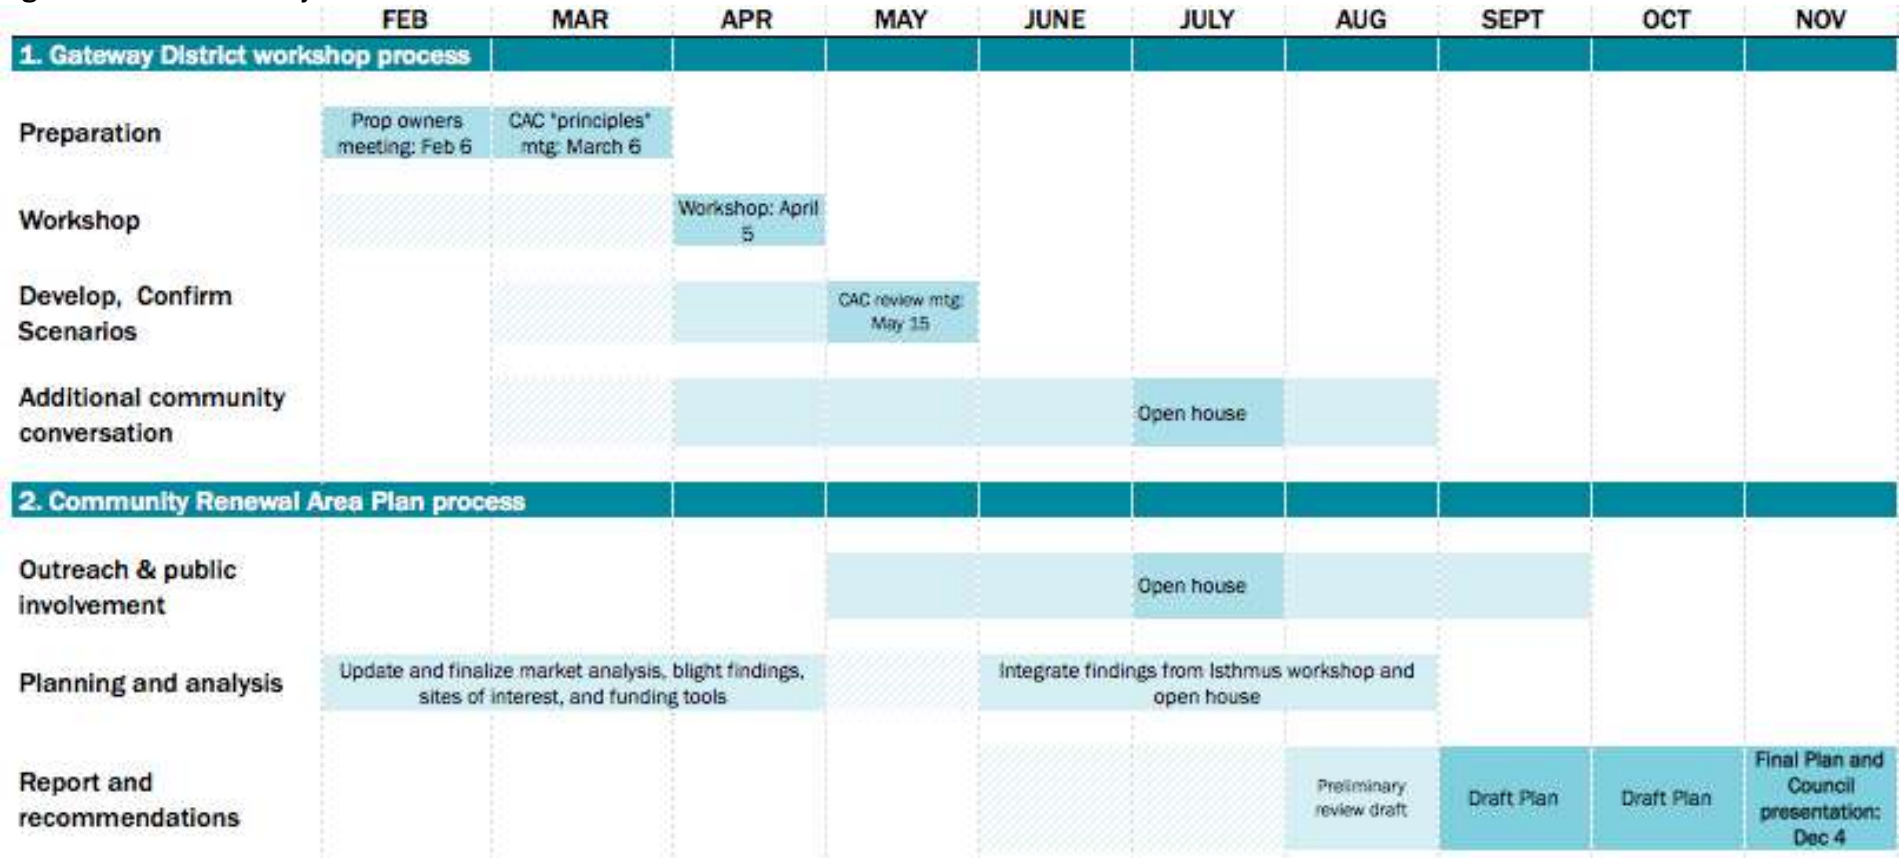 FEB MAR APR MAY JUNE JULY AUG SEPT OCT NOV
1. Gateway District workshop process
Preparation
Prop owners
meeting: Feb 6
CAC "principles"
mtg: March 6
Workshop
Workshop: April
5
Develop, Confirm
Scenarios
CAC review mtg:
May 15
Additional community
conversation
Open house
2. Community Renewal Area Plan process
Outreach & public
involvement
Open house
Planning and analysis
Update and finalize market analysis, blight findings,
sites of interest, and funding tools
Integrate findings from Isthmus workshop and
open house
Report and
recommendations
Preliminary
review draft
Draft Plan
Draft Plan
Final Plan and
Council
presentation:
Dec 4